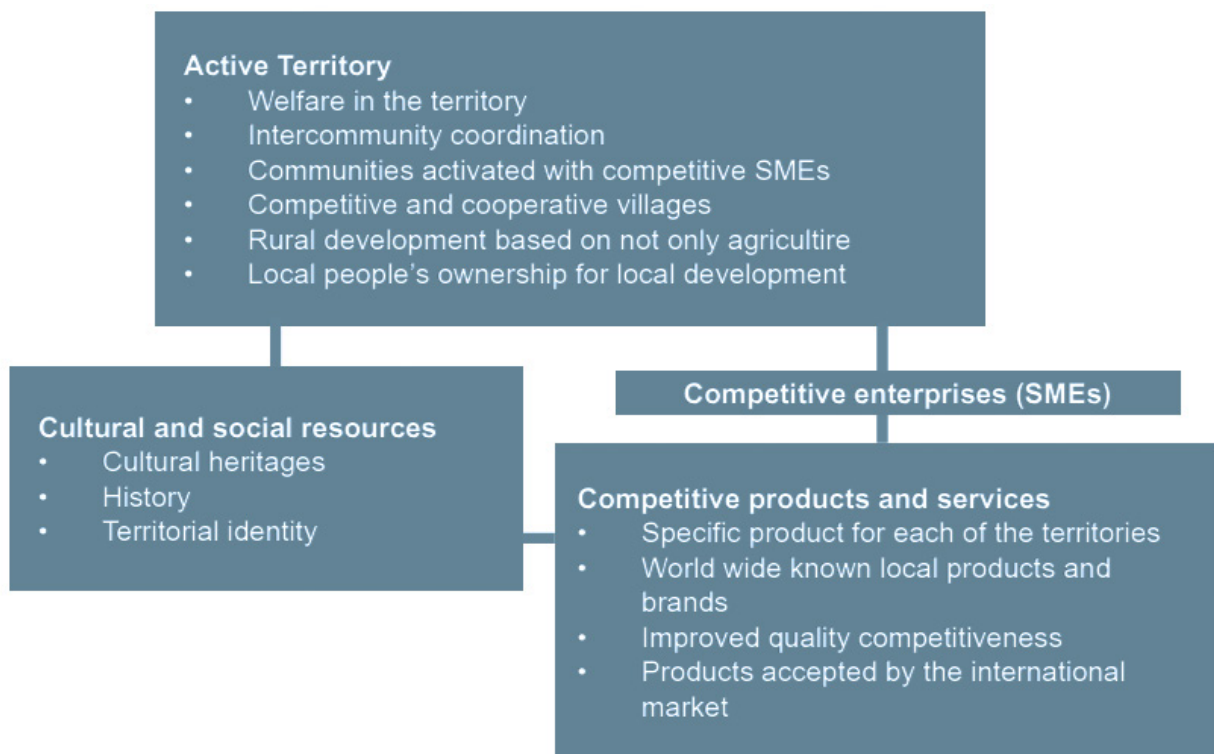 Active Territory
• Welfare in the territory
• Intercommunity coordination
• Communities activated with competitive SMEs
• Competitive and cooperative villages
• Rural development based on not only agricultire
• Local people’s ownership for local development
Cultural and social resources
• Cultural heritages
• History
• Territorial identity
Competitive enterprises (SMEs)
Competitive products and services
• Specific product for each of the territories
• World wide known local products and
brands
• Improved quality competitiveness
• Products accepted by the international
market